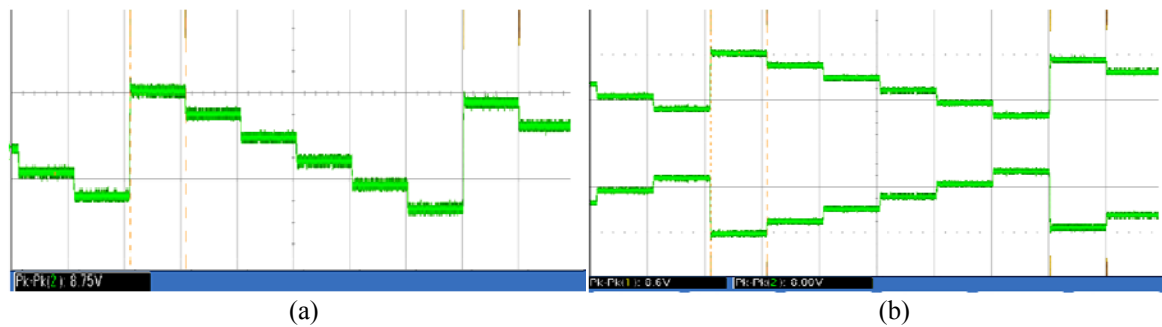 Pk-Pk(2): 8.75V
Pk-Pk(1): 8.6V
Pk-Pk(2): 8.00V
(a)
(b)